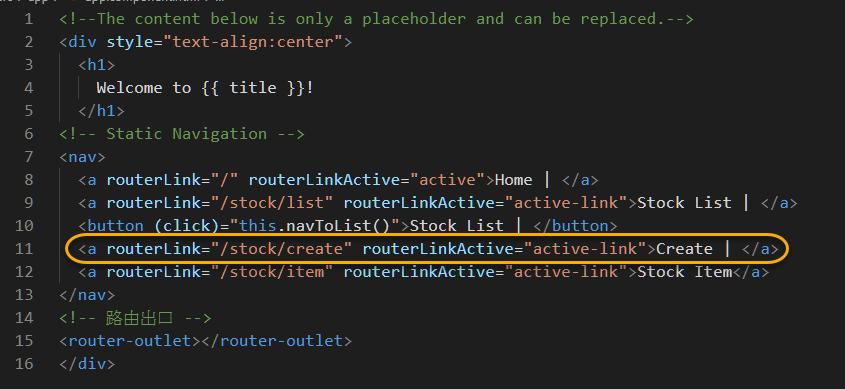 1 <!--The content below is only a placeholder and can be replaced.-->
2 <div style="text-align:center">
3 <h1>
4 Welcome to {{ title }}!
5 </h1>
6 <!-- Static Navigation -->
7 <nav>
8 <a routerLink="/" routerLinkActive="active">Home | </a>
9 <a routerLink="/stock/list" routerLinkActive="active-link">Stock List | </a>
10 <button (click)="this.navToList()">Stock List | </button>
11 <a routerLink="/stock/create" routerLinkActive="active-link">Create | </a>
12 <a routerLink="/stock/item" routerLinkActive="active-link">Stock Item</a>
13 </nav>
14 <!-- 路由出口 -->
15 <router-outlet></router-outlet>
16 </div>